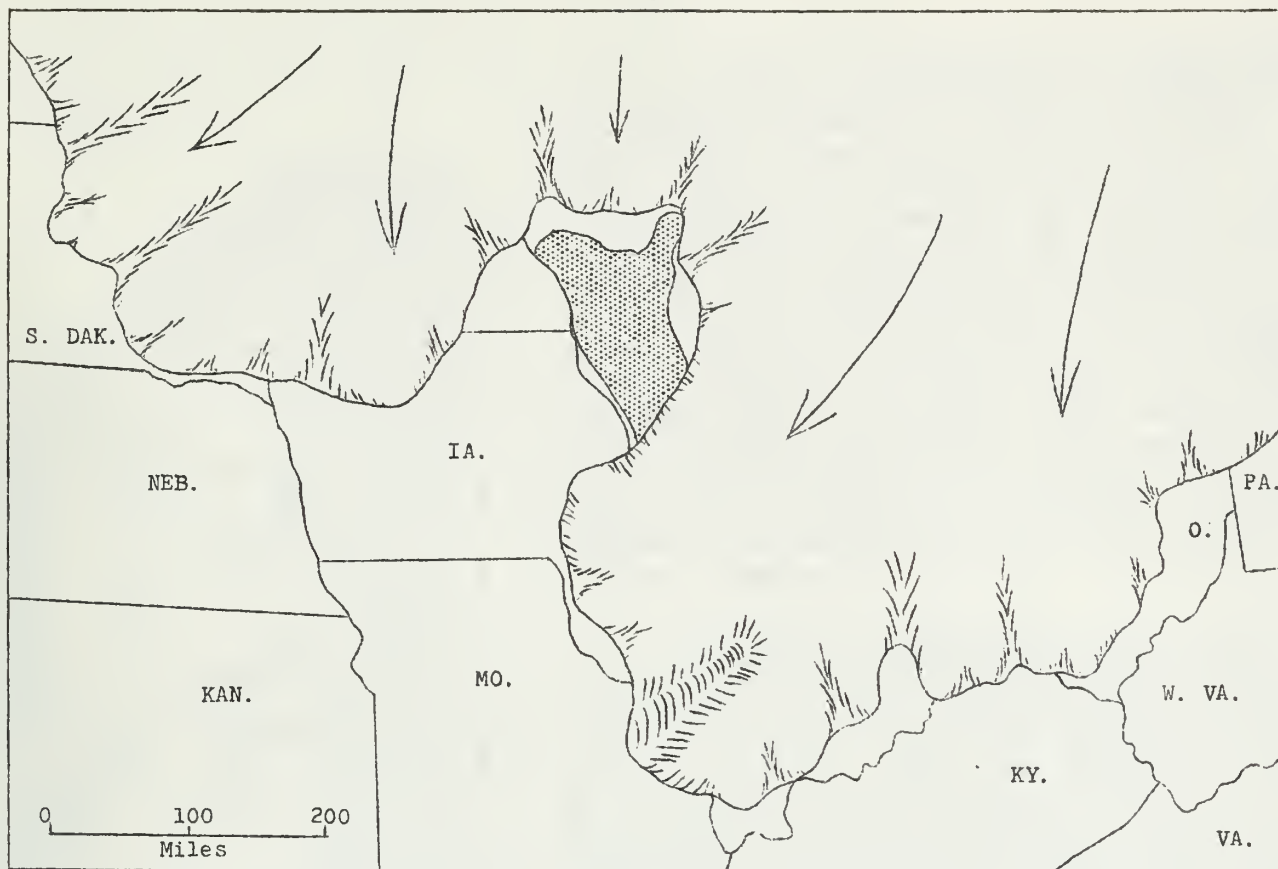 S. DAK.
IA.
NEB.
PA.
O.
MO.
KAN.
W. VA.
KY.
0 100 200
Miles
VA.